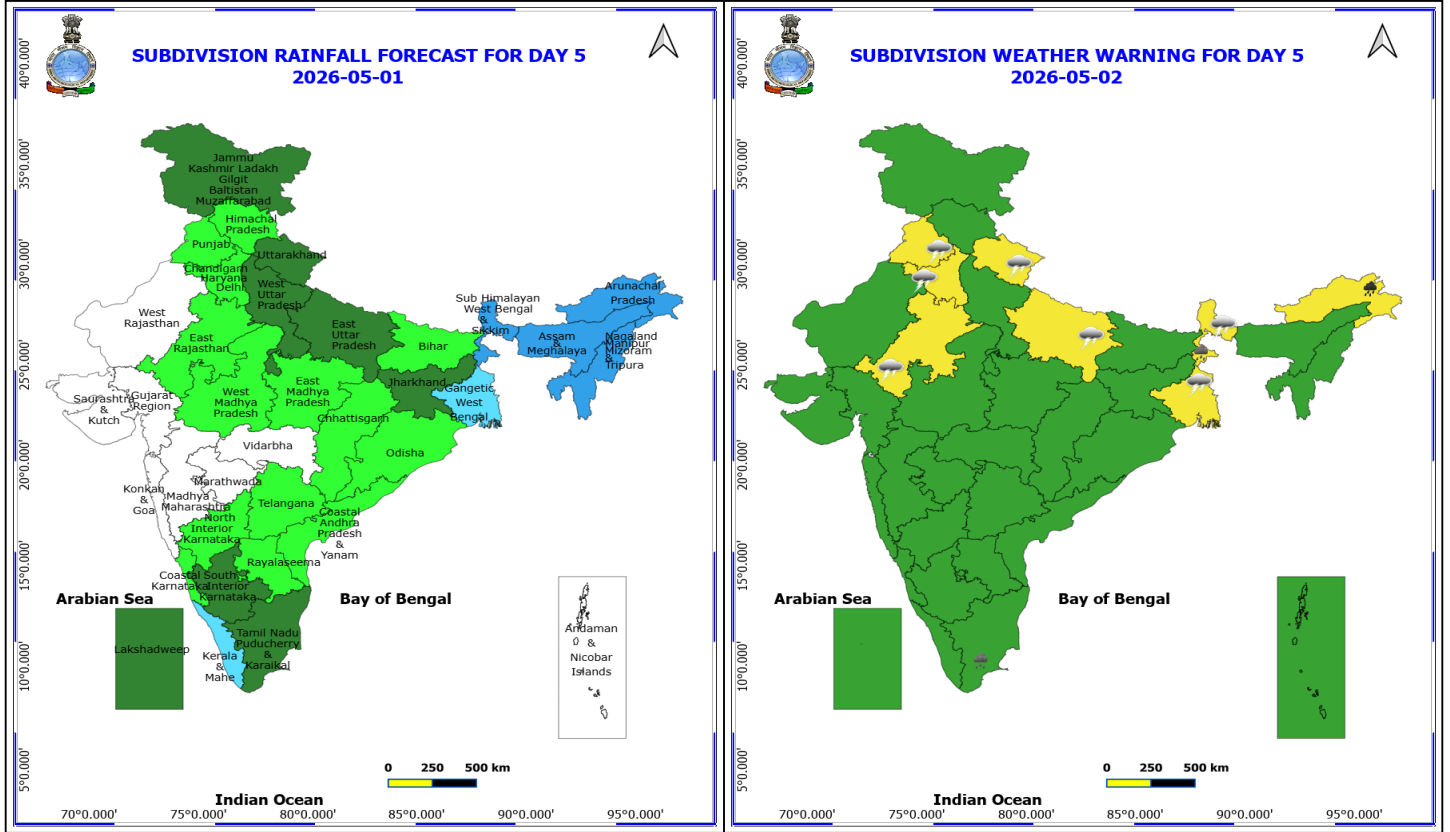 SUBDIVISION RAINFALL FORECAST FOR DAY 5
2026-05-01
40°0.000'
35°0.000'
30°0.000'
25°0.000'
20°0.000'
15°0.000'
10°0.000'
5°0.000'
Jammu
Kashmir Ladakh
Gilgit
Baltistan
Muzaffarabad
Himachal
Pradesh
Punjab
Uttarakhand
Chandigarh
Haryana
Delhi
West
Uttar
Pradesh
West
Rajasthan
East
Rajasthan
East
Uttar
Pradesh
Bihar
Sub Himalayan
West Bengal
&
Sikkim
Arunachal
Pradesh
Assam
&
Meghalaya
Nagaland
Manipur
Mizoram
&
Tripura
Saurashtra
&
Kutch
Gujarat
Region
West
Madhya
Pradesh
East
Madhya
Pradesh
Jharkhand
Gangetic
West
Bengal
Chhattisgarh
Odisha
Vidarbha
Marathwada
Konkan
&
Goa
Madhya
Maharashtra
Telangana
North
Interior
Karnataka
Coastal
Andhra
Pradesh
&
Yanam
Rayalaseema
Coastal
Karnataka
South
Interior
Karnataka
Arabian Sea
Bay of Bengal
Lakshadweep
Kerala
&
Mahe
Tamil Nadu
Puducherry
&
Karaikal
Andaman
&
Nicobar
Islands
0 250 500 km
Indian Ocean
70°0.000' 75°0.000' 80°0.000' 85°0.000' 90°0.000' 95°0.000'
SUBDIVISION WEATHER WARNING FOR DAY 5
2026-05-02
40°0.000'
35°0.000'
30°0.000'
25°0.000'
20°0.000'
15°0.000'
10°0.000'
5°0.000'
Arabian Sea
Bay of Bengal
0 250 500 km
Indian Ocean
70°0.000' 75°0.000' 80°0.000' 85°0.000' 90°0.000' 95°0.000'